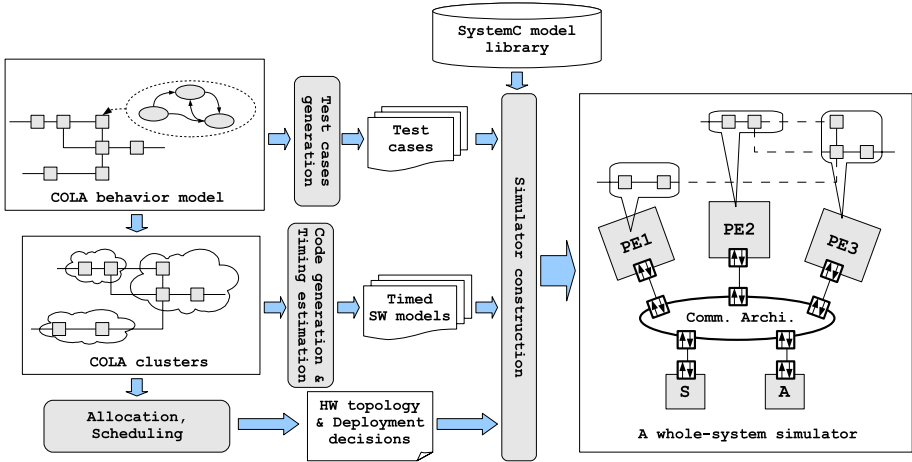 SystemC model
library
COLA behavior model
Test cases
generation
Test
cases
COLA clusters
Code generation &
Timing estimation
Timed
SW models
Allocation,
Scheduling
HW topology
& Deployment
decisions
Simulator construction
PE1
PE2
PE3
Comm. Archi.
S
A
A whole-system simulator